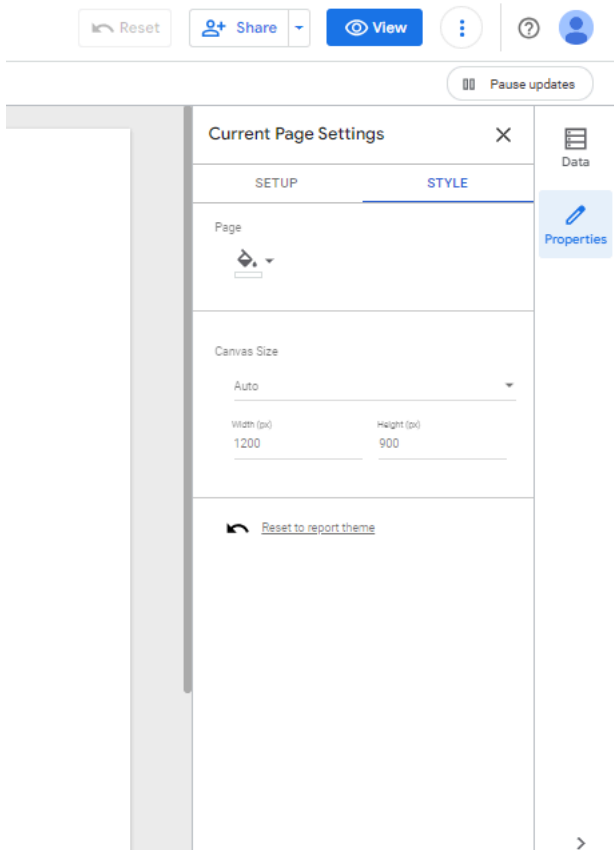 Reset
Share
View
Pause updates
Current Page Settings
Data
SETUP
STYLE
Properties
Page
Canvas Size
Auto
Width (px)
Height (px)
1200
900
Reset to report theme